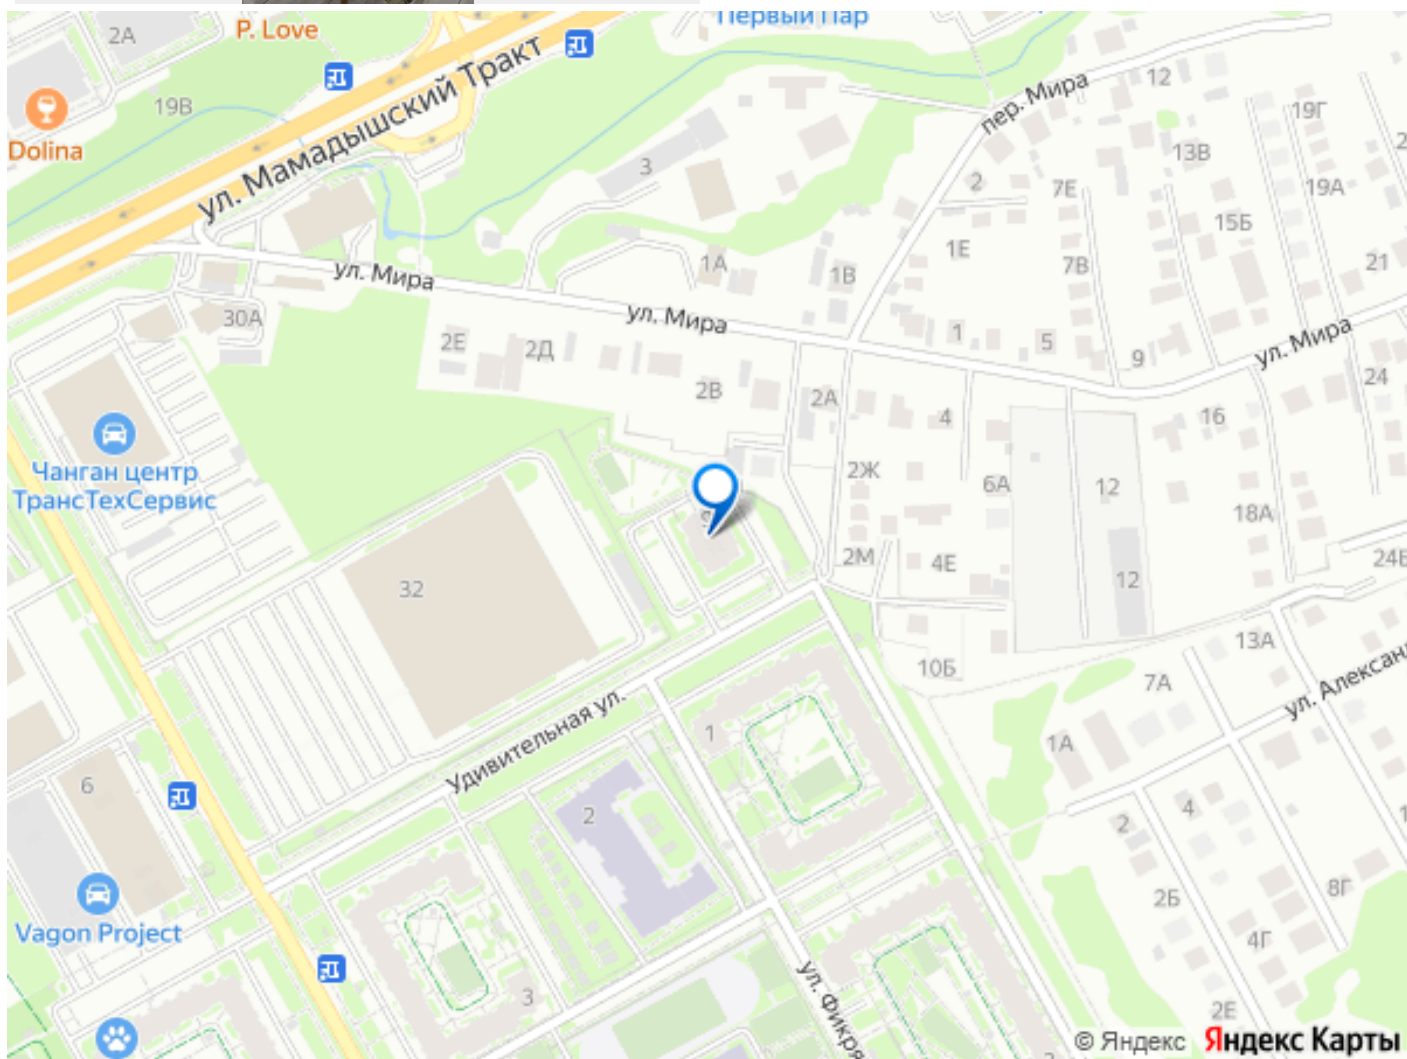 2А
P. Love
Первый Пар
19В
Dolina
ул. Мамадышский Тракт
пер. Мира
12
19Г
13В
3
2
7Е
19А
15Б
1Е
7В
21
1А
1В
ул. Мира
30А
ул. Мира
2Е
2Д
1
5
9
ул. Мира
24
2В
2А
4
16
Чанган центр
ТрансТехСервис
2Ж
6А
12
18А
9
32
2М
4Е
12
24Б
10Б
13А
7А
ул. Александ
Удивительная ул.
1
1А
6
2
2
4
2Б
8Г
Vagon Project
4Г
3
ул. Фикря
2Е
© Яндекс Яндекс Карты